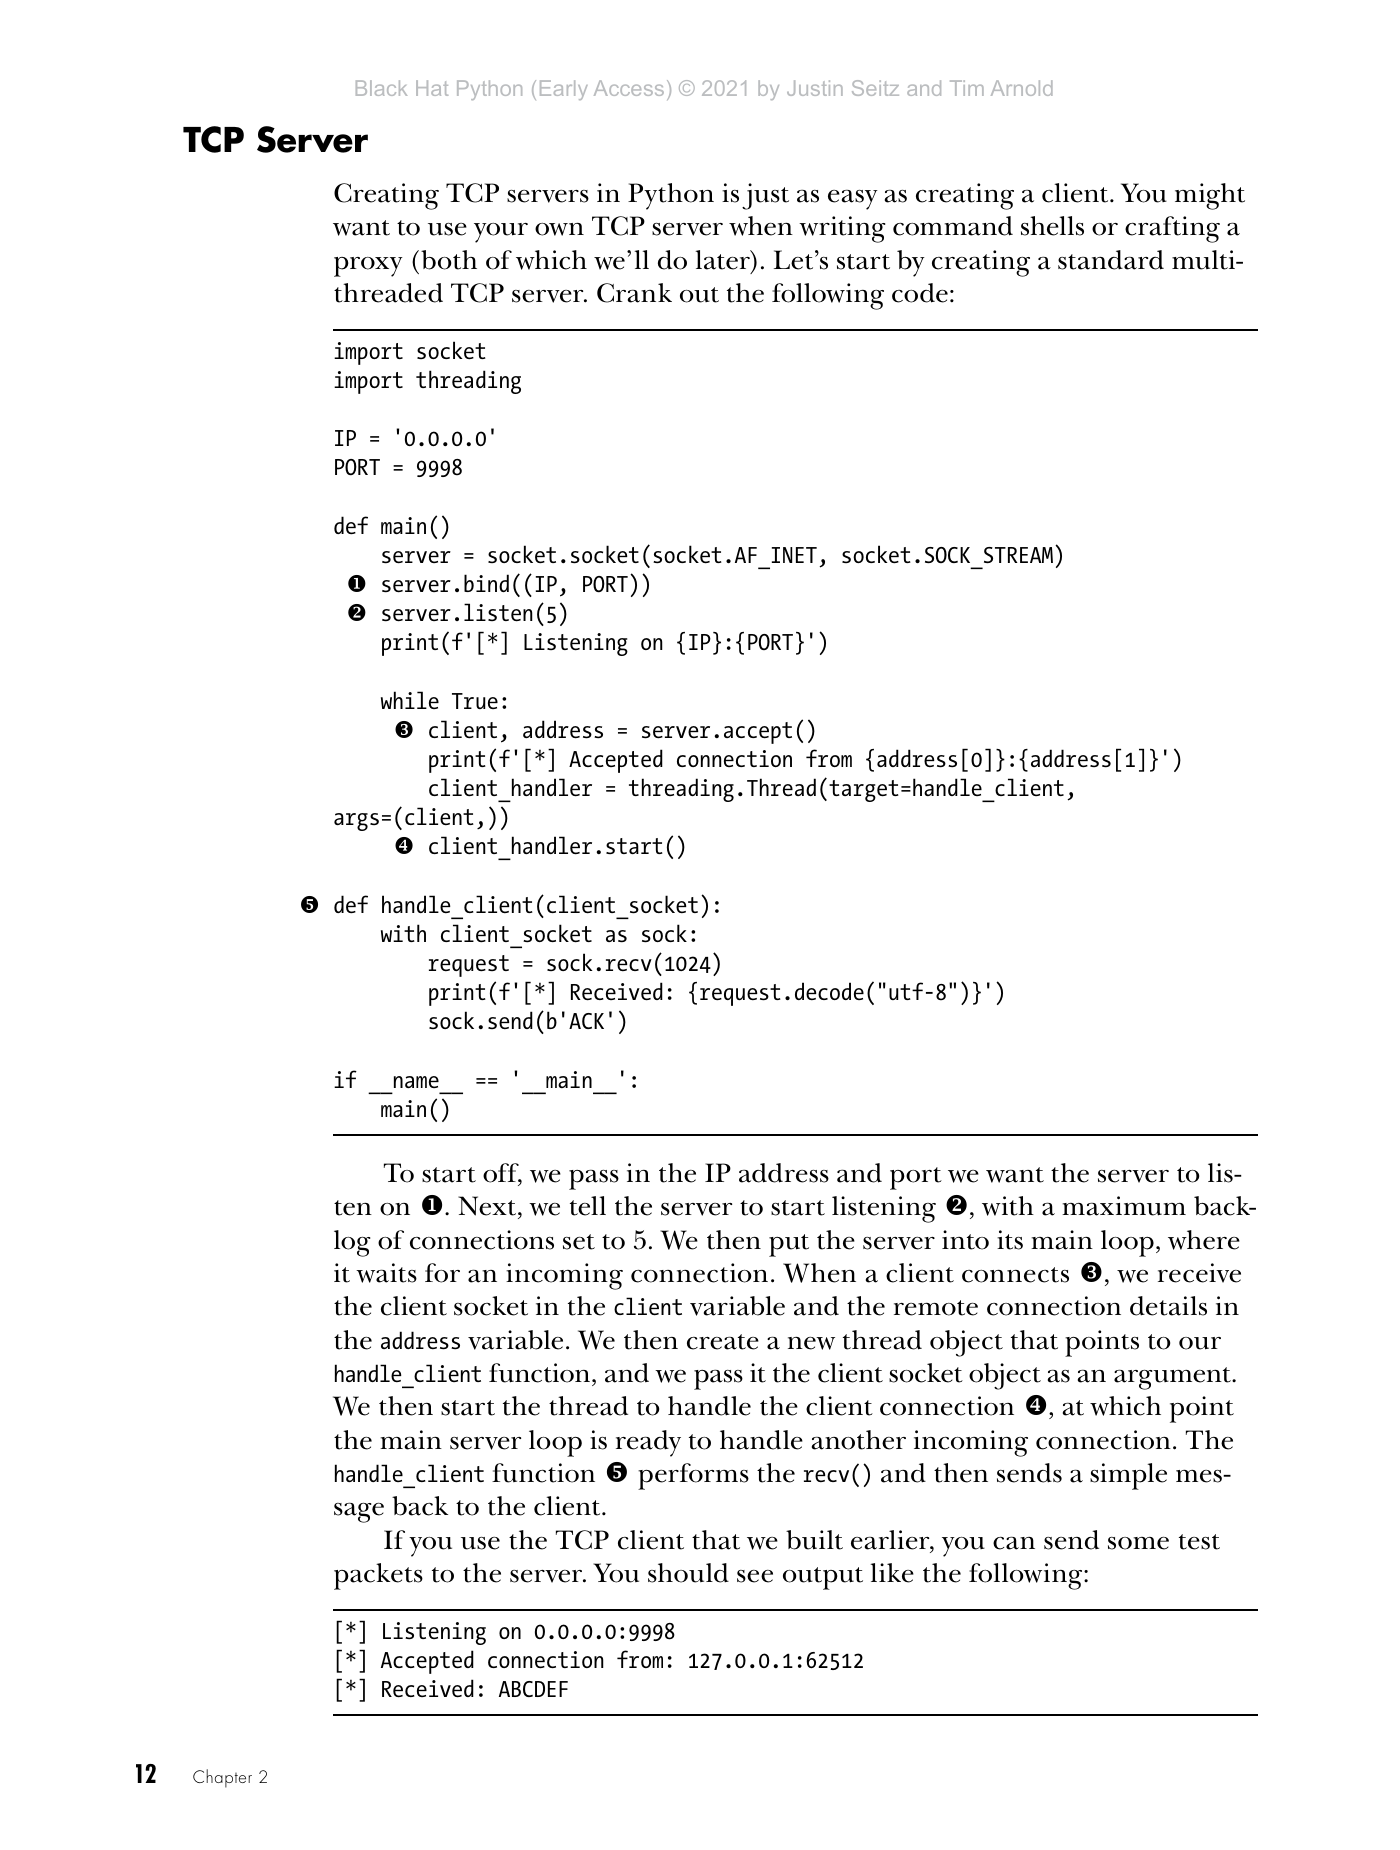 Black Hat Python (Early Access) © 2021 by Justin Seitz and Tim Arnold
TCP Server
Creating TCP servers in Python is just as easy as creating a client. You might
want to use your own TCP server when writing command shells or crafting a
proxy (both of which we’ll do later). Let’s start by creating a standard multi-
threaded TCP server. Crank out the following code:
import socket
import threading
IP = '0.0.0.0'
PORT = 9998
def main()
    server = socket.socket(socket.AF_INET, socket.SOCK_STREAM)
❶ server.bind((IP, PORT))
❷ server.listen(5)
    print(f'[*] Listening on {IP}:{PORT}')
    while True:
❸ client, address = server.accept()
        print(f'[*] Accepted connection from {address[0]}:{address[1]}')
        client_handler = threading.Thread(target=handle_client,
args=(client,))
❹ client_handler.start()
❺ def handle_client(client_socket):
    with client_socket as sock:
        request = sock.recv(1024)
        print(f'[*] Received: {request.decode("utf-8")}')
        sock.send(b'ACK')
if __name__ == '__main__':
    main()
To start off, we pass in the IP address and port we want the server to lis-
ten on ❶. Next, we tell the server to start listening ❷, with a maximum back-
log of connections set to 5. We then put the server into its main loop, where
it waits for an incoming connection. When a client connects ❸, we receive
the client socket in the client variable and the remote connection details in
the address variable. We then create a new thread object that points to our
handle_client function, and we pass it the client socket object as an argument.
We then start the thread to handle the client connection ❹, at which point
the main server loop is ready to handle another incoming connection. The
handle_client function ❺ performs the recv() and then sends a simple mes-
sage back to the client.
If you use the TCP client that we built earlier, you can send some test
packets to the server. You should see output like the following:
[*] Listening on 0.0.0.0:9998
[*] Accepted connection from: 127.0.0.1:62512
[*] Received: ABCDEF
12 Chapter 2